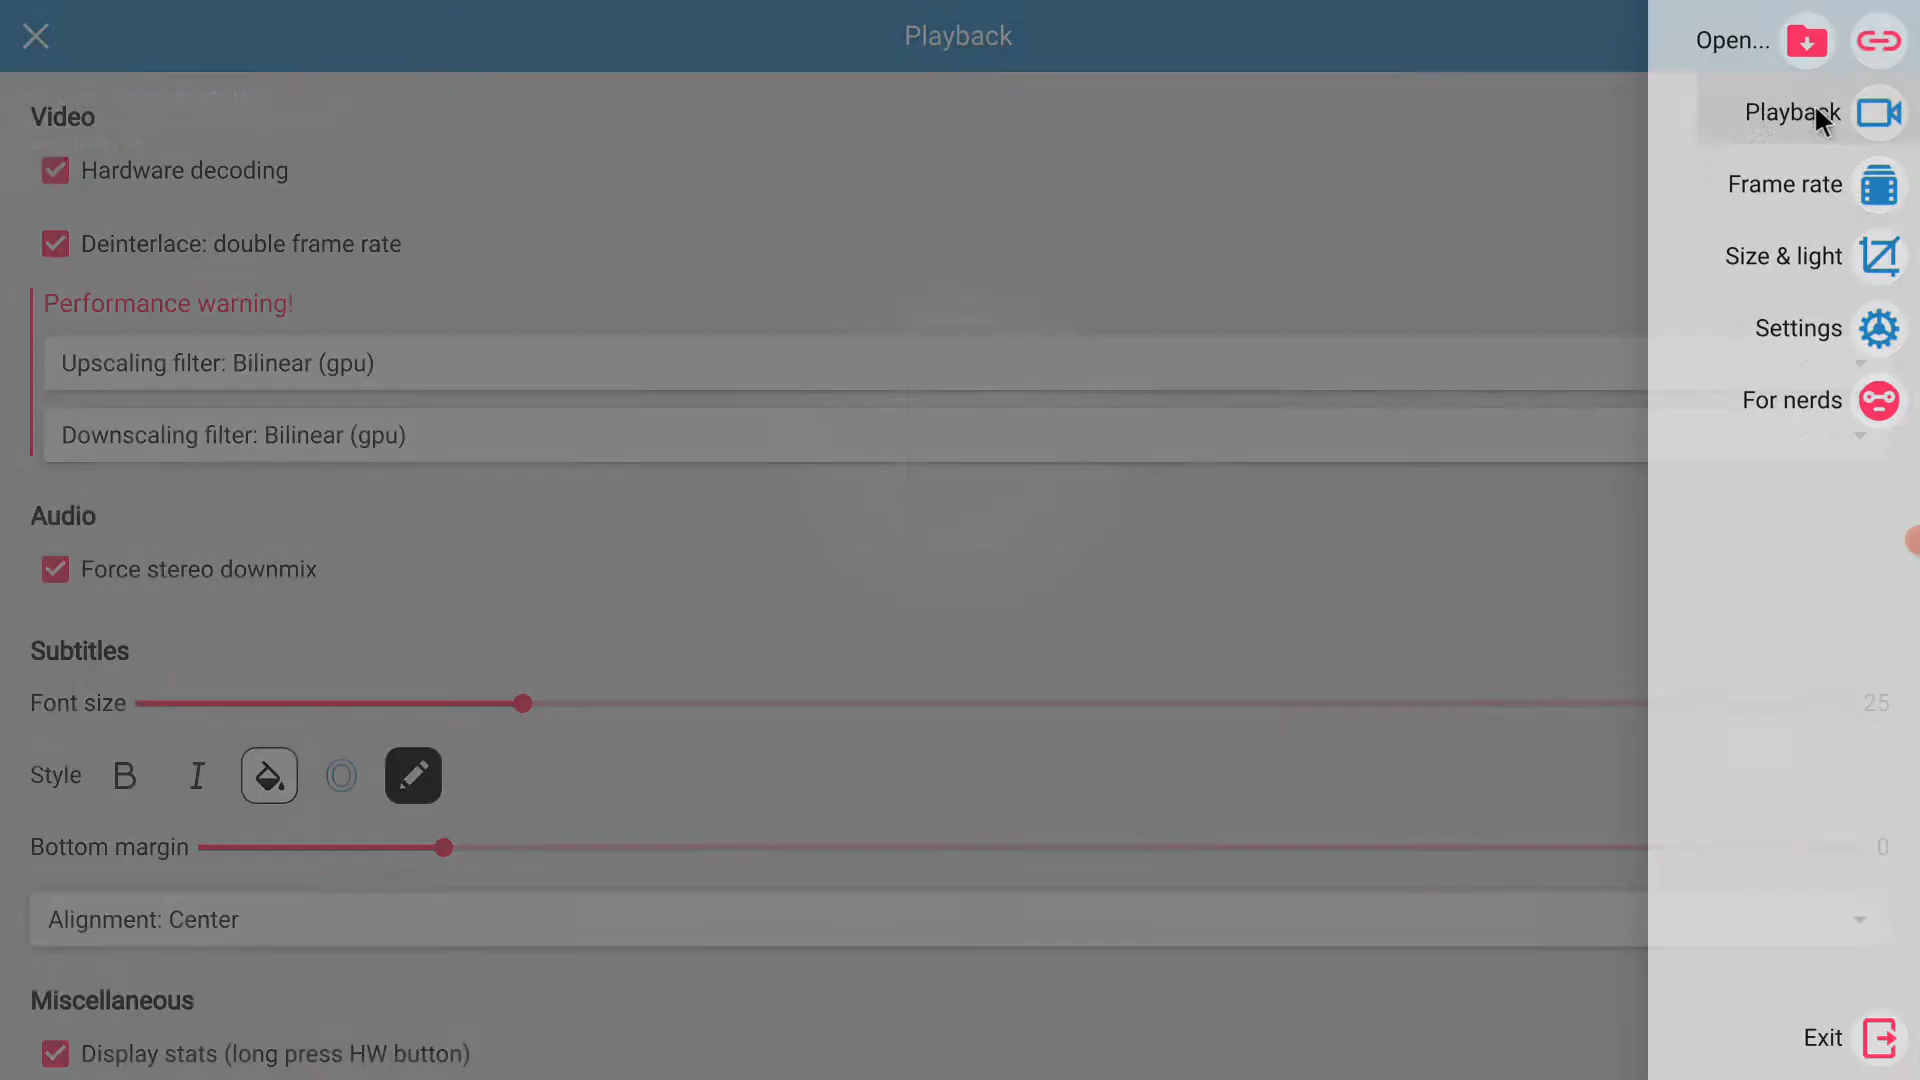 Playback
Open...
Playback
Frame rate
Size & light
Settings
For nerds
Exit
Video
Hardware decoding
Deinterlace: double frame rate
Performance warning!
Upscaling filter: Bilinear (gpu)
Downscaling filter: Bilinear (gpu)
Audio
Force stereo downmix
Subtitles
Font size 25
Style B I O
Bottom margin 0
Alignment: Center
Miscellaneous
Display stats (long press HW button)